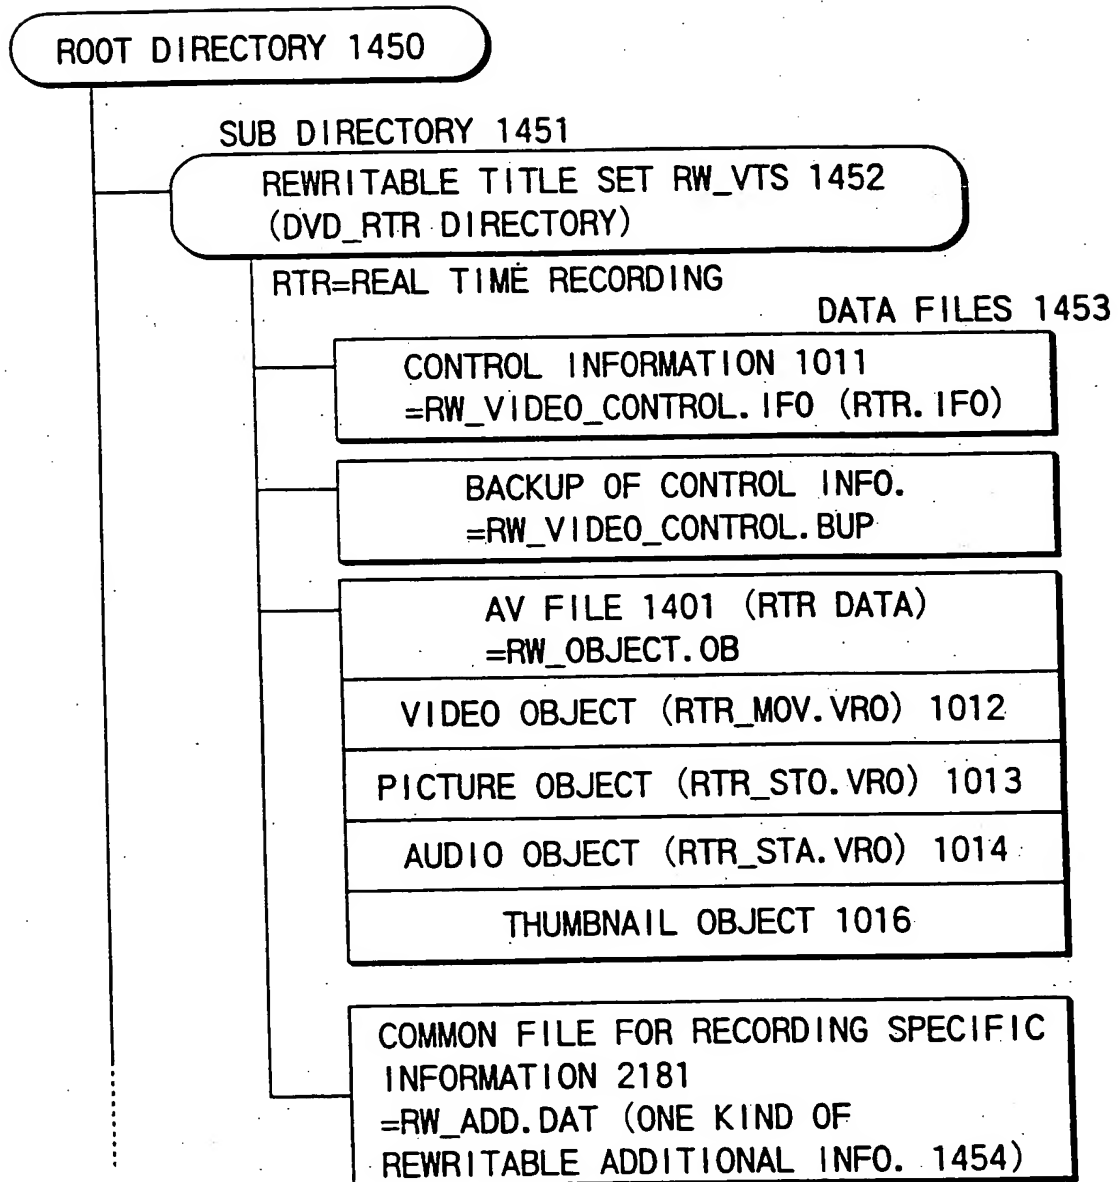 ROOT DIRECTORY 1450
SUB DIRECTORY 1451
REWRITABLE TITLE SET RW_VTS 1452
(DVD_RTR DIRECTORY)
RTR=REAL TIME RECORDING
DATA FILES 1453
CONTROL INFORMATION 1011
=RW_VIDEO_CONTROL.IFO (RTR.IFO)
BACKUP OF CONTROL INFO.
=RW_VIDEO_CONTROL.BUP
AV FILE 1401 (RTR DATA)
=RW_OBJECT.OB
VIDEO OBJECT (RTR_MOV.VRO) 1012
PICTURE OBJECT (RTR_STO.VRO) 1013
AUDIO OBJECT (RTR_STA.VRO) 1014
THUMBNAIL OBJECT 1016
COMMON FILE FOR RECORDING SPECIFIC
INFORMATION 2181
=RW_ADD.DAT (ONE KIND OF
REWRITABLE ADDITIONAL INFO. 1454)